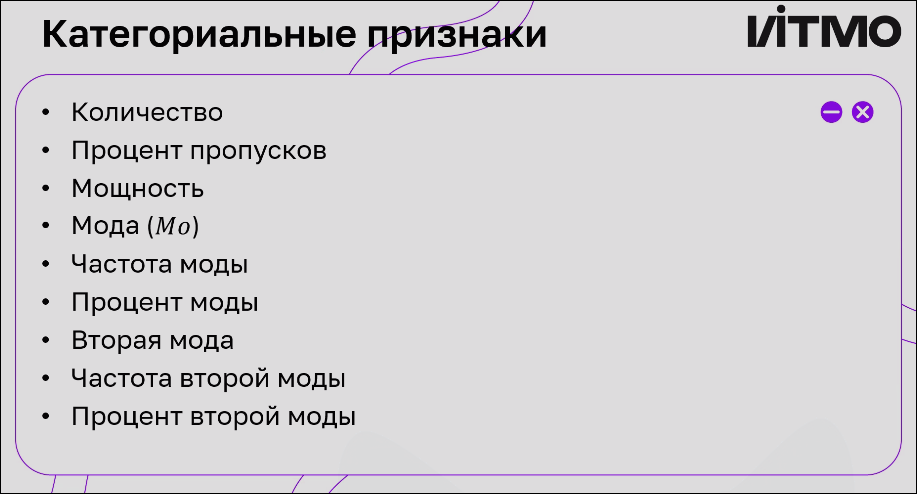 Категориальные признаки
ITMO
• Количество
• Процент пропусков
• Мощность
• Мода (Mo)
• Частота моды
• Процент моды
• Вторая мода
• Частота второй моды
• Процент второй моды